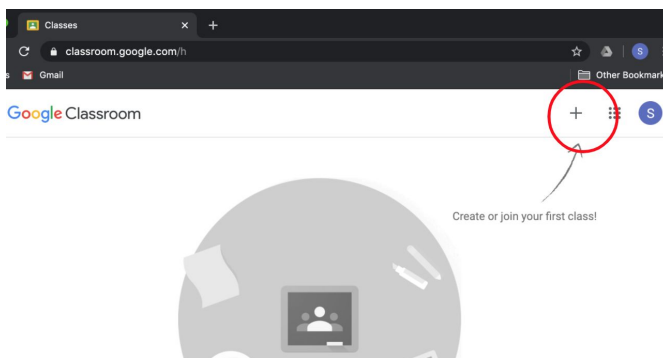 Classes
classroom.google.com/h
S
s Gmail
Other Bookmark
Google Classroom
S
Create or join your first class!